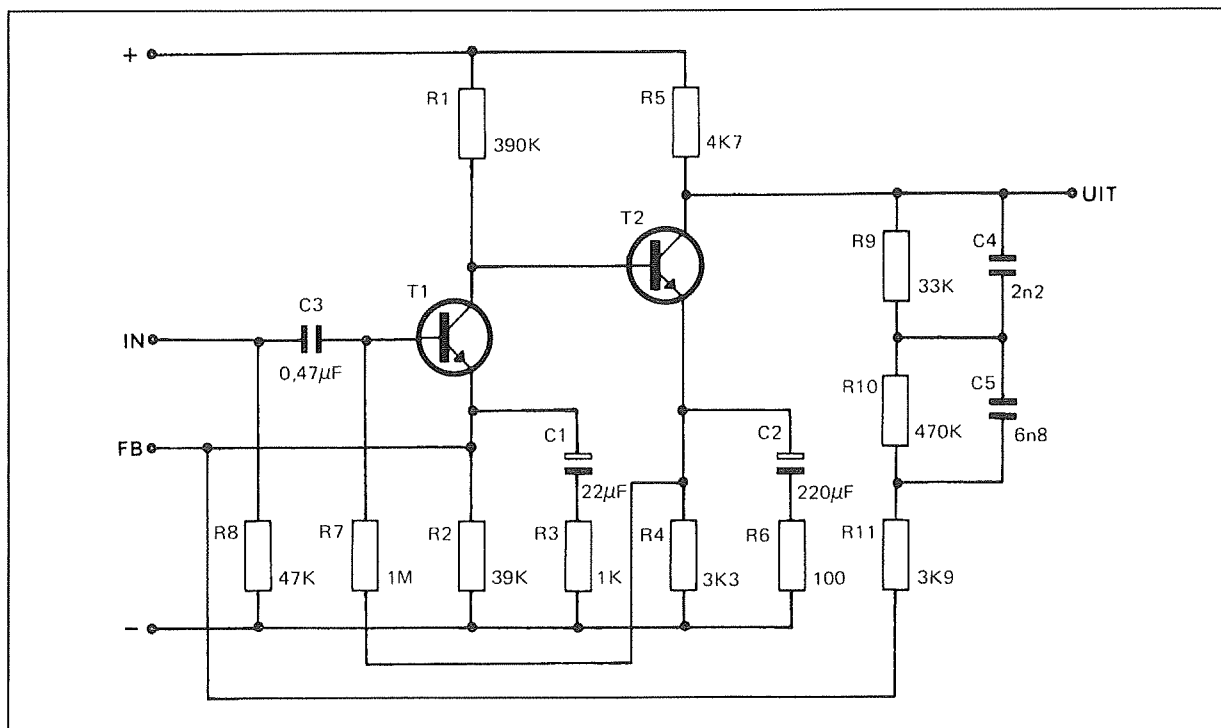 +
R1
390K
R5
4K7
UIT
T2
R9
33K
C4
2n2
T1
C3
0,47µF
IN
R10
470K
C5
6n8
FB
C1
22µF
C2
220µF
R8
47K
R7
1M
R2
39K
R3
1K
R4
3K3
R6
100
R11
3K9
-